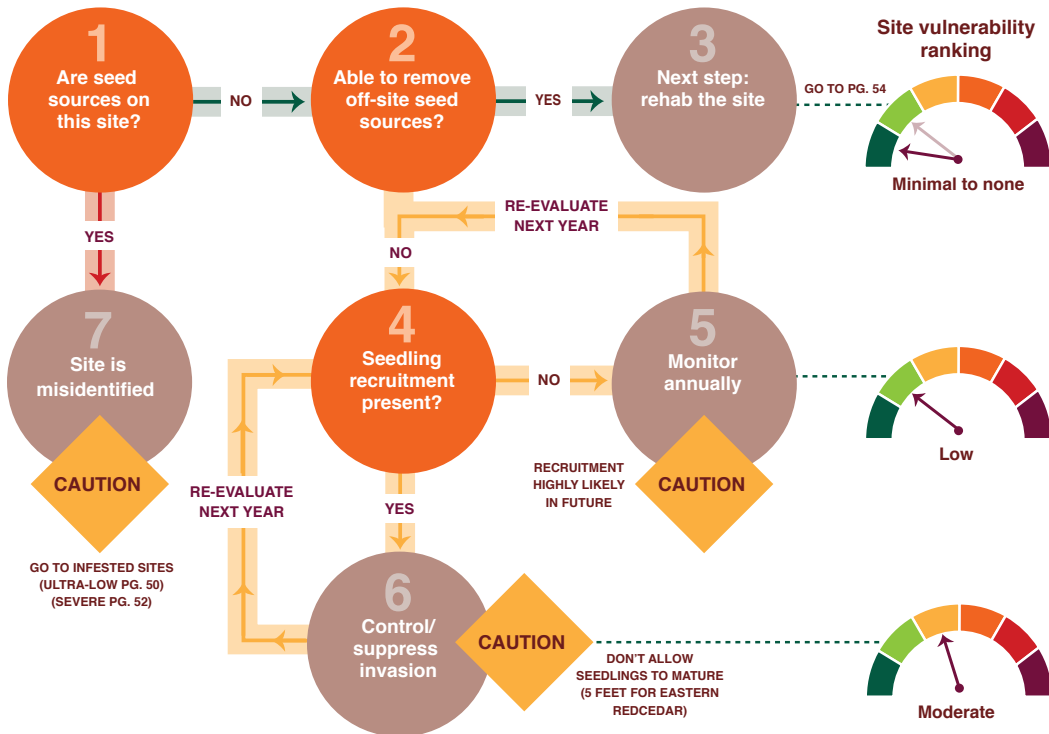 1
Are seed
sources on
this site?
NO
2
Able to remove
off-site seed
sources?
YES
3
Next step:
rehab the site
GO TO PG. 54
Site vulnerability
ranking
Minimal to none
YES
NO
RE-EVALUATE
NEXT YEAR
7
Site is
misidentified
CAUTION
GO TO INFESTED SITES
(ULTRA-LOW PG. 50)
(SEVERE PG. 52)
4
Seedling
recruitment
present?
NO
5
Monitor
annually
CAUTION
RECRUITMENT
HIGHLY LIKELY
IN FUTURE
Low
RE-EVALUATE
NEXT YEAR
YES
6
Control/
suppress
invasion
CAUTION
DON'T ALLOW
SEEDLINGS TO MATURE
(5 FEET FOR EASTERN
REDCEDAR)
Moderate